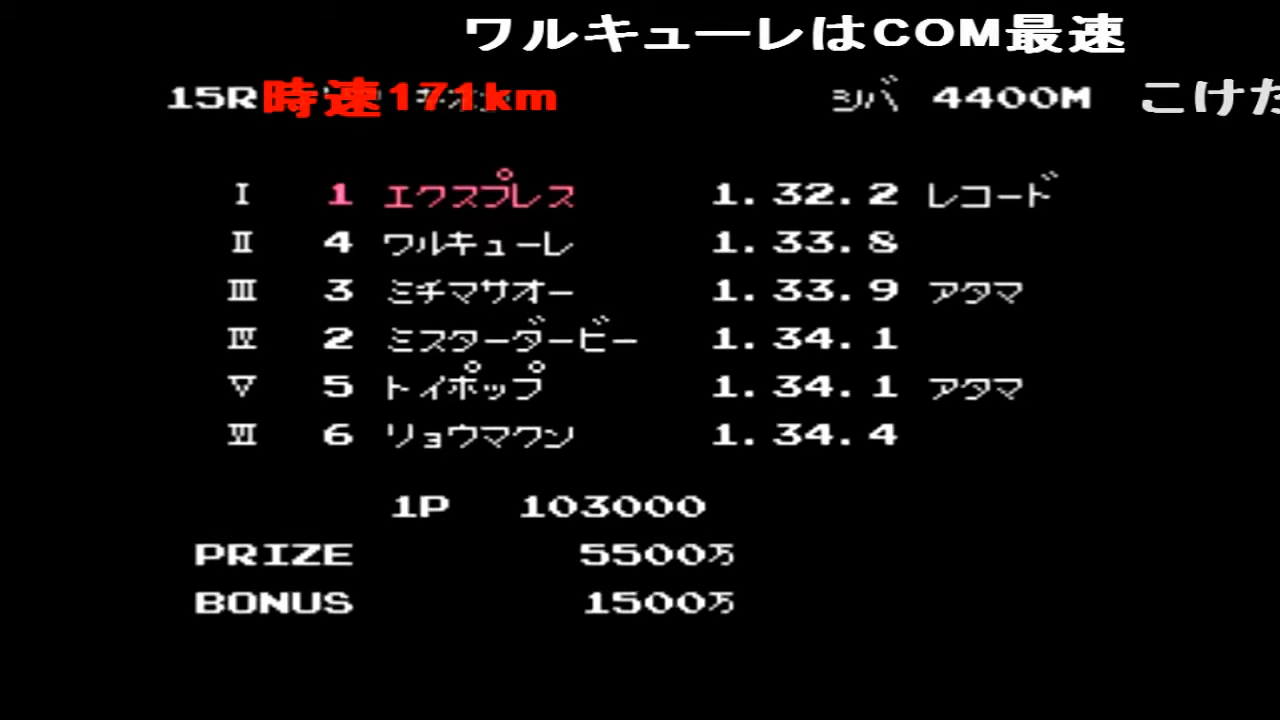 ワルキューレはCOM最速
15R 時速171km シバ 4400M こけた
I 1 エクスプレス 1.32.2 レコード
II 4 ワルキューレ 1.33.8
III 3 ミチマサオー 1.33.9 アタマ
IV 2 ミスターダービー 1.34.1
V 5 トイポップ 1.34.1 アタマ
VI 6 リョウマクン 1.34.4
1P 103000
PRIZE 5500万
BONUS 1500万